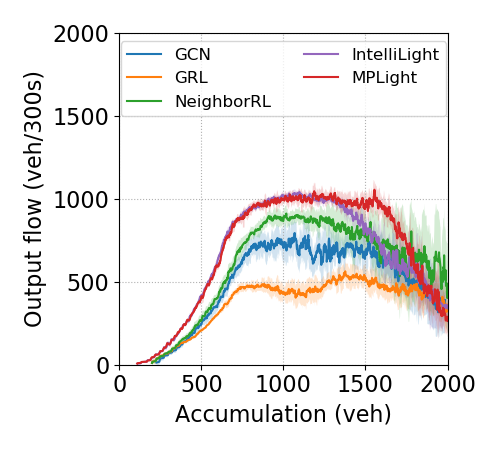 2000
1500
1000
500
0
Output flow (veh/300s)
GCN
GRL
NeighborRL
IntelliLight
MPLight
0 500 1000 1500 2000
Accumulation (veh)